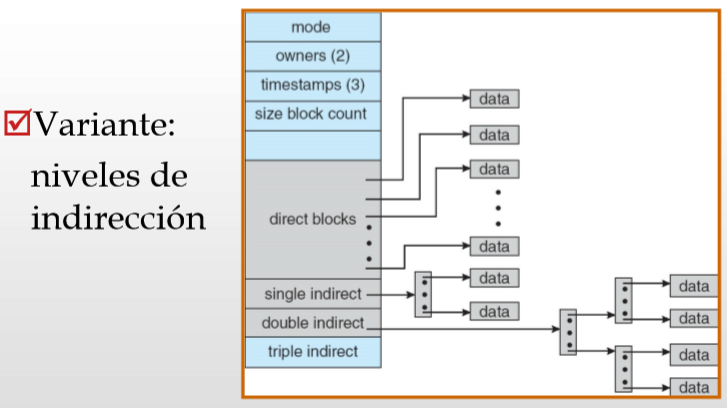 Variante:
niveles de
indirección
mode
owners (2)
timestamps (3)
size block count
direct blocks
single indirect
double indirect
triple indirect
data
data
data
data
data
data
data
data
data
data